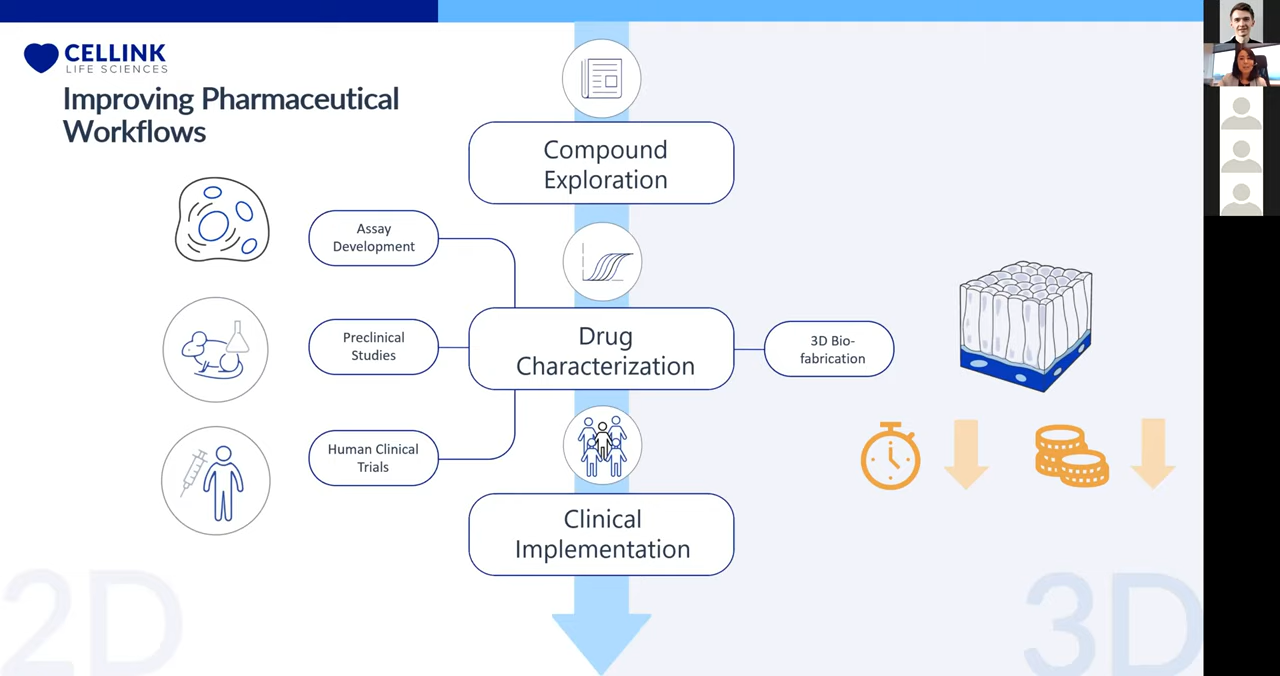 CELLINK
LIFE SCIENCES
Improving Pharmaceutical
Workflows
Compound
Exploration
Assay
Development
Preclinical
Studies
Drug
Characterization
3D Bio-
fabrication
Human Clinical
Trials
Clinical
Implementation
2D
3D